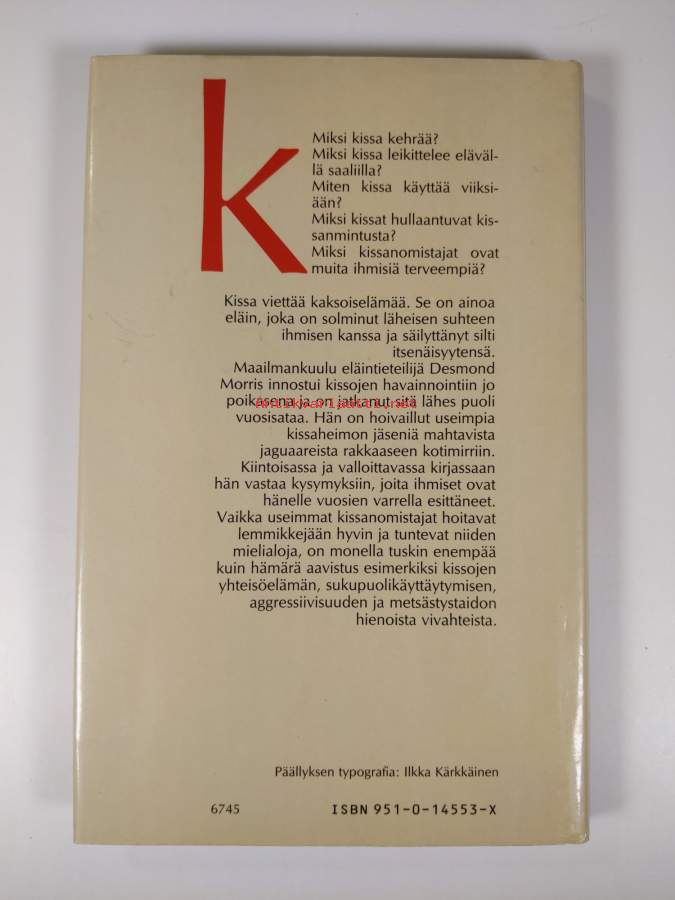 k
Miksi kissa kehrää?
Miksi kissa leikittelee eläväl-
lä saaliilla?
Miten kissa käyttää viiksi-
ään?
Miksi kissat hullaantuvat kis-
sanmintusta?
Miksi kissanomistajat ovat
muita ihmisiä terveempiä?
Kissa viettää kaksoiselämää. Se on ainoa
eläin, joka on solminut läheisen suhteen
ihmisen kanssa ja säilyttänyt silti
itsenäisyytensä.
Maailmankuulu eläintieteilijä Desmond
Morris innostui kissojen havainnointiin jo
poikasena ja on jatkanut sitä lähes puoli
Antikvariaatti.net
vuosisataa. Hän on hoivaillut useimpia
kissaheimon jäseniä mahtavista
jaguaareista rakkaaseen kotimirriin.
Kiintoisassa ja valloittavassa kirjassaan
hän vastaa kysymyksiin, joita ihmiset ovat
hänelle vuosien varrella esittäneet.
Vaikka useimmat kissanomistajat hoitavat
lemmikkejään hyvin ja tuntevat niiden
mielialoja, on monella tuskin enempää
kuin hämärä aavistus esimerkiksi kissojen
yhteisöelämän, sukupuolikäyttäytymisen,
aggressiivisuuden ja metsästystaidon
hienoista vivahteista.
Päällyksen typografia: Ilkka Kärkkäinen
6745
ISBN 951-0-14553-X